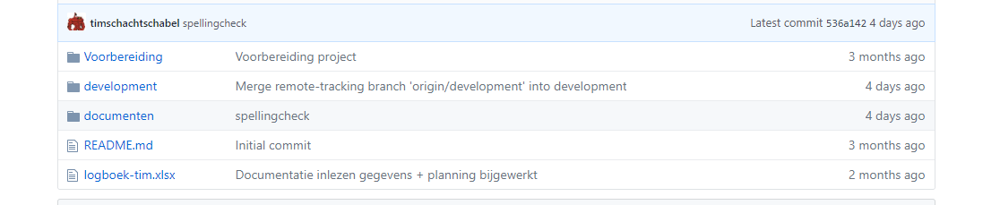 timschachtschabel spellingcheck Latest commit 536a142 4 days ago
Voorbereiding Voorbereiding project 3 months ago
development Merge remote-tracking branch 'origin/development' into development 4 days ago
documenten spellingcheck 4 days ago
README.md Initial commit 3 months ago
logboek-tim.xlsx Documentatie inlezen gegevens + planning bijgewerkt 2 months ago